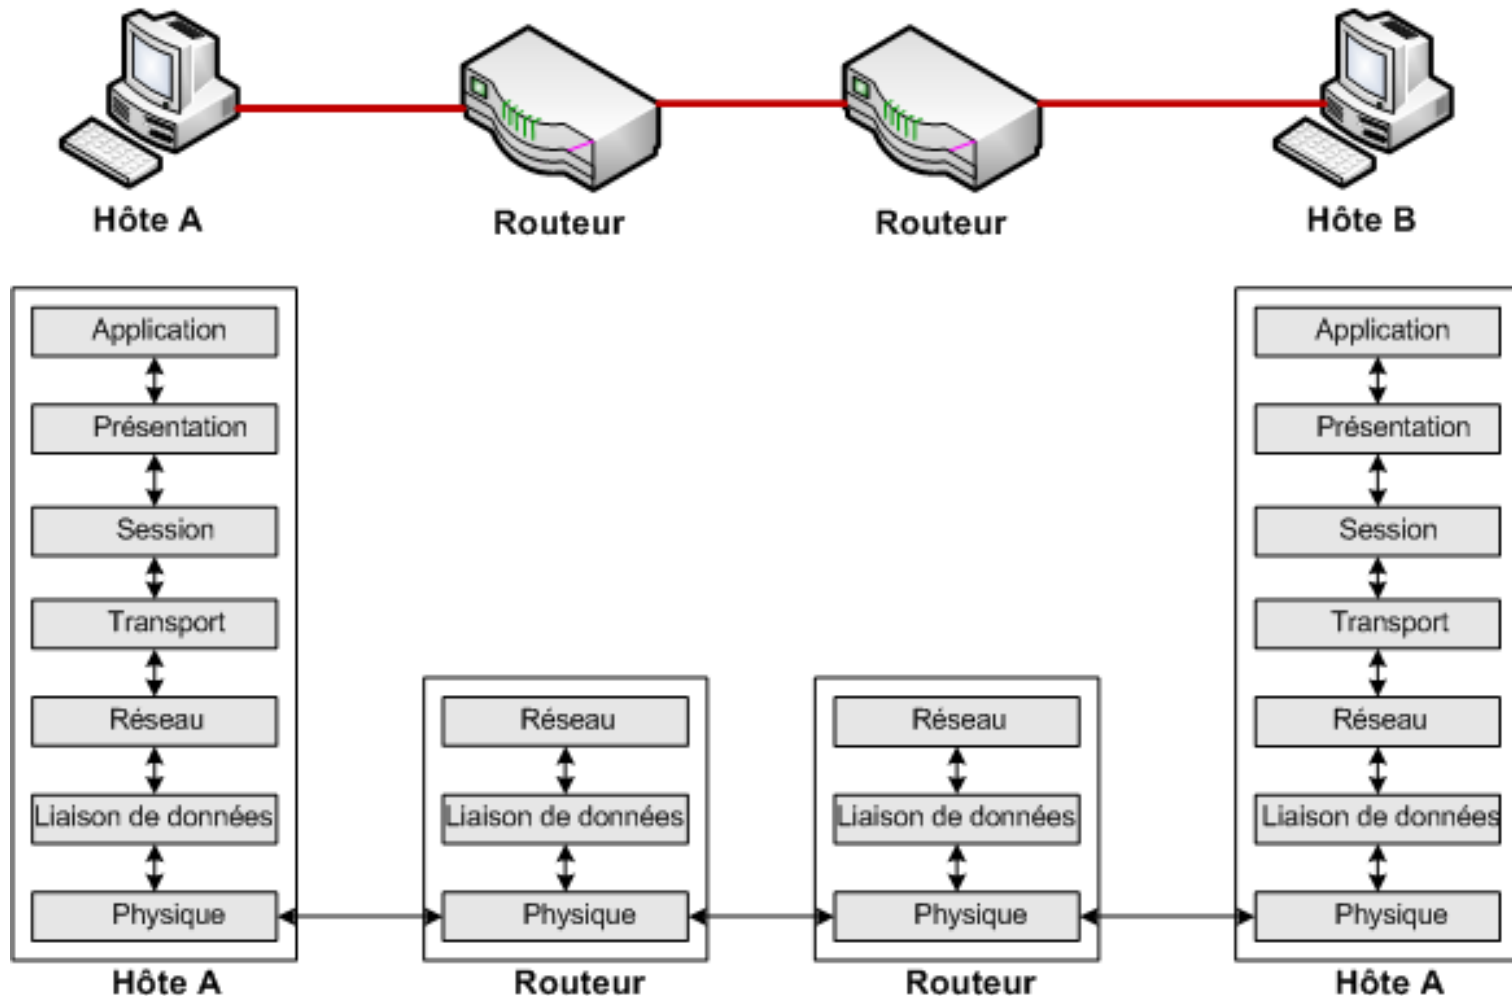 Hôte A
Routeur
Routeur
Hôte B
Application
Présentation
Session
Transport
Réseau
Liaison de données
Physique
Hôte A
Réseau
Liaison de données
Physique
Routeur
Réseau
Liaison de données
Physique
Routeur
Application
Présentation
Session
Transport
Réseau
Liaison de données
Physique
Hôte A